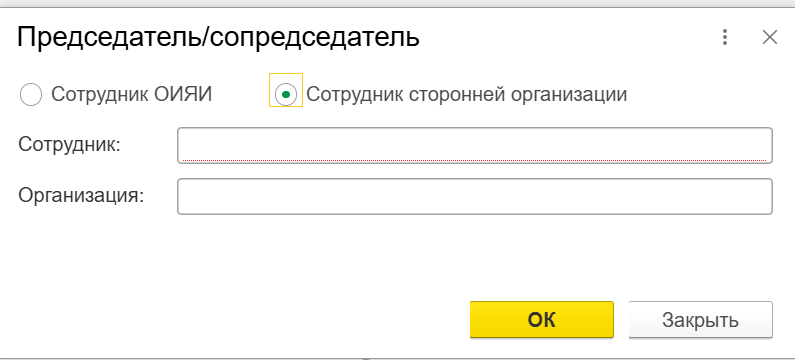 Председатель/сопредседатель
Сотрудник ОИЯИ Сотрудник сторонней организации
Сотрудник:
Организация:
ОК Закрыть